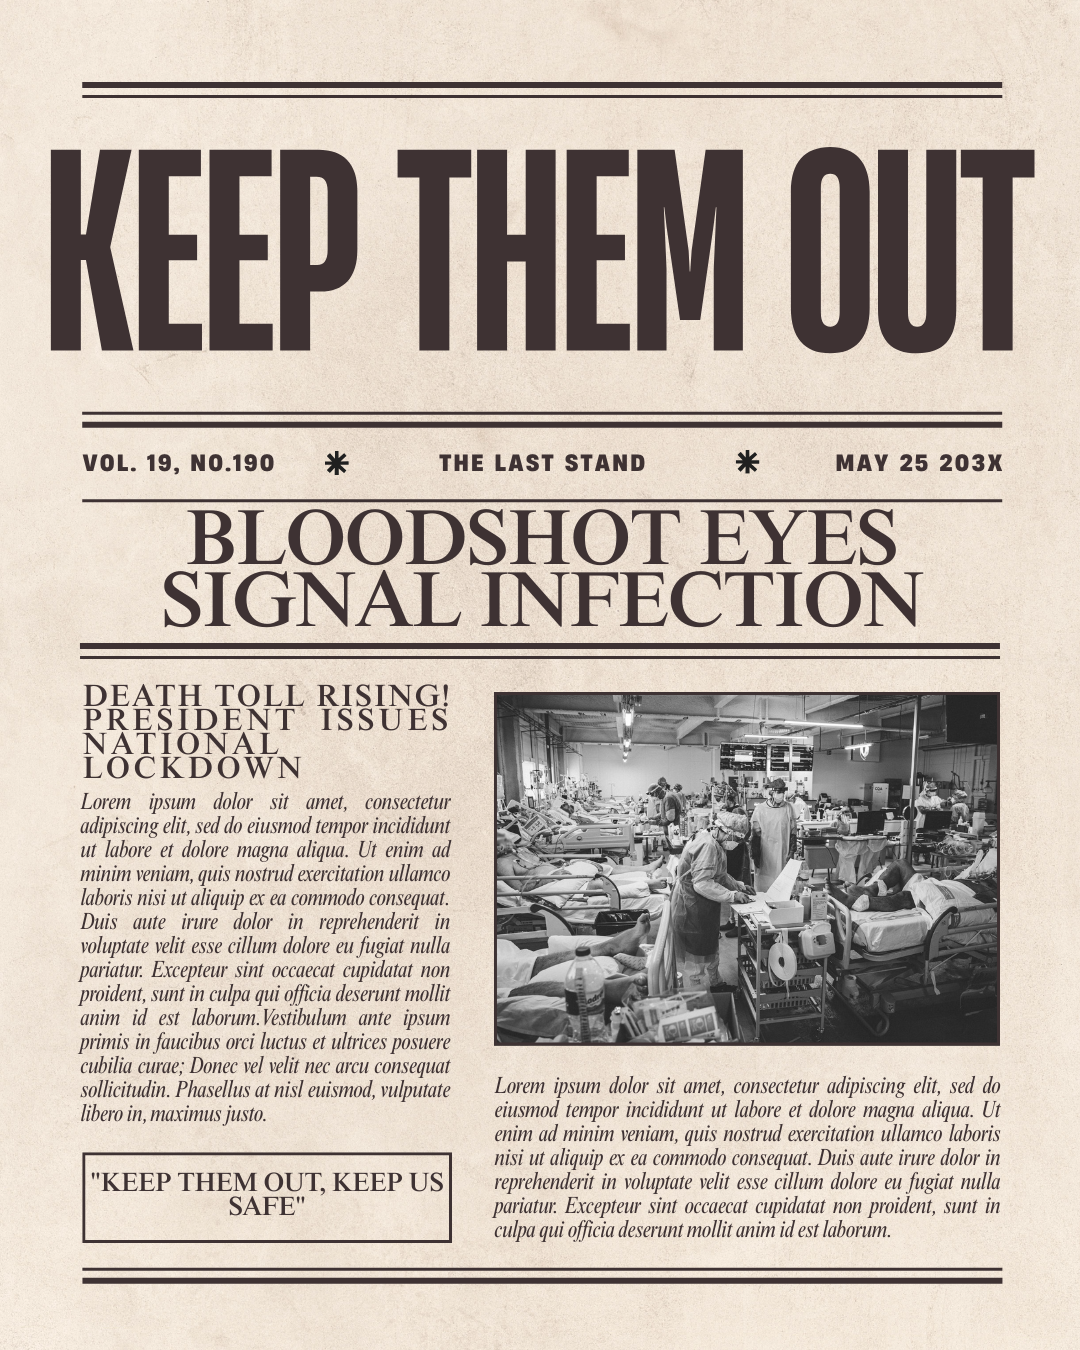 KEEP THEM OUT
VOL. 19, NO.190
THE LAST STAND
MAY 25 203X
BLOODSHOT EYES
SIGNAL INFECTION
DEATH TOLL RISING!
PRESIDENT ISSUES
NATIONAL
LOCKDOWN
Lorem ipsum dolor sit amet, consectetur
adipiscing elit, sed do eiusmod tempor incididunt
ut labore et dolore magna aliqua. Ut enim ad
minim veniam, quis nostrud exercitation ullamco
laboris nisi ut aliquip ex ea commodo consequat.
Duis aute irure dolor in reprehenderit in
voluptate velit esse cillum dolore eu fugiat nulla
pariatur. Excepteur sint occaecat cupidatat non
proident, sunt in culpa qui officia deserunt mollit
anim id est laborum.Vestibulum ante ipsum
primis in faucibus orci luctus et ultrices posuere
cubilia curae; Donec vel velit nec arcu consequat
sollicitudin. Phasellus at nisl euismod, vulputate
libero in, maximus justo.
"KEEP THEM OUT, KEEP US
SAFE"
Lorem ipsum dolor sit amet, consectetur adipiscing elit, sed do
eiusmod tempor incididunt ut labore et dolore magna aliqua. Ut
enim ad minim veniam, quis nostrud exercitation ullamco laboris
nisi ut aliquip ex ea commodo consequat. Duis aute irure dolor in
reprehenderit in voluptate velit esse cillum dolore eu fugiat nulla
pariatur. Excepteur sint occaecat cupidatat non proident, sunt in
culpa qui officia deserunt mollit anim id est laborum.